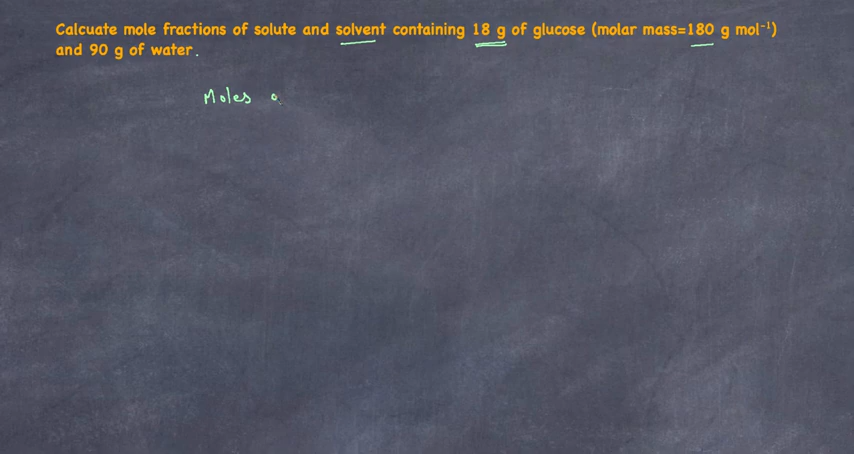 Calcuate mole fractions of solute and solvent containing 18 g of glucose (molar mass=180 g mol⁻¹)
and 90 g of water.
Moles o